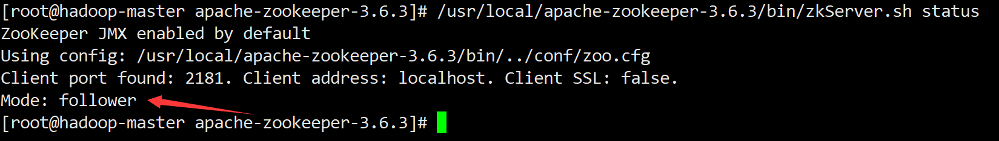 [root@hadoop-master apache-zookeeper-3.6.3]# /usr/local/apache-zookeeper-3.6.3/bin/zkServer.sh status
ZooKeeper JMX enabled by default
Using config: /usr/local/apache-zookeeper-3.6.3/bin/../conf/zoo.cfg
Client port found: 2181. Client address: localhost. Client SSL: false.
Mode: follower
[root@hadoop-master apache-zookeeper-3.6.3]#